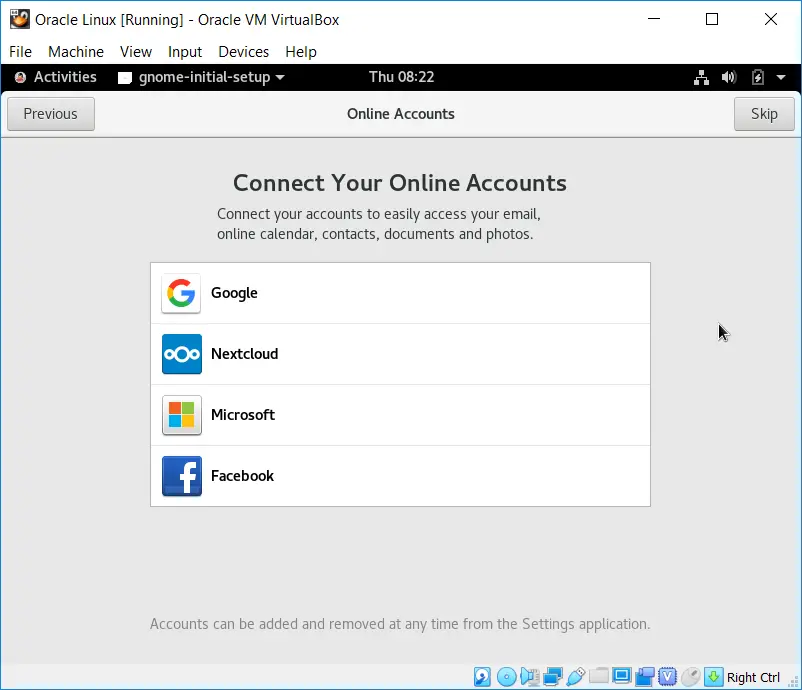 Oracle Linux [Running] - Oracle VM VirtualBox
File Machine View Input Devices Help
Activities gnome-initial-setup Thu 08:22
Previous Online Accounts Skip
Connect Your Online Accounts
Connect your accounts to easily access your email,
online calendar, contacts, documents and photos.
Google
Nextcloud
Microsoft
Facebook
Accounts can be added and removed at any time from the Settings application.
Right Ctrl